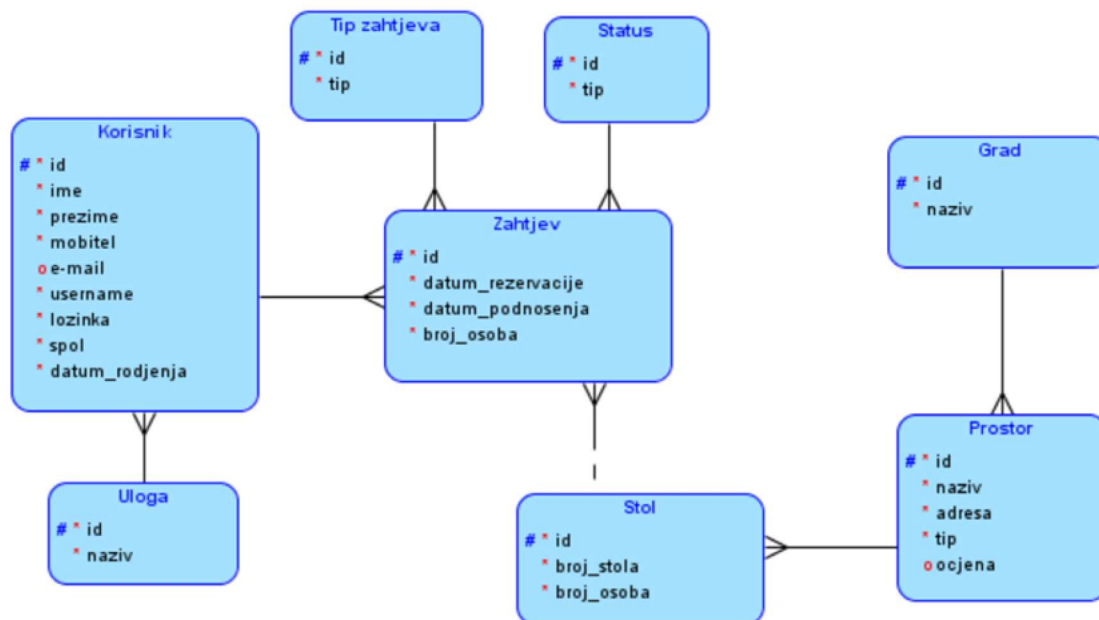 Tip zahtjeva
# * id
* tip
Status
# * id
* tip
Korisnik
# * id
* ime
* prezime
* mobitel
o e-mail
* username
* lozinka
* spol
* datum_rodjenja
Zahtjev
# * id
* datum_rezervacije
* datum_podnosenja
* broj_osoba
Grad
# * id
* naziv
Uloga
# * id
* naziv
Stol
# * id
* broj_stola
* broj_osoba
Prostor
# * id
* naziv
* adresa
* tip
o ocjena